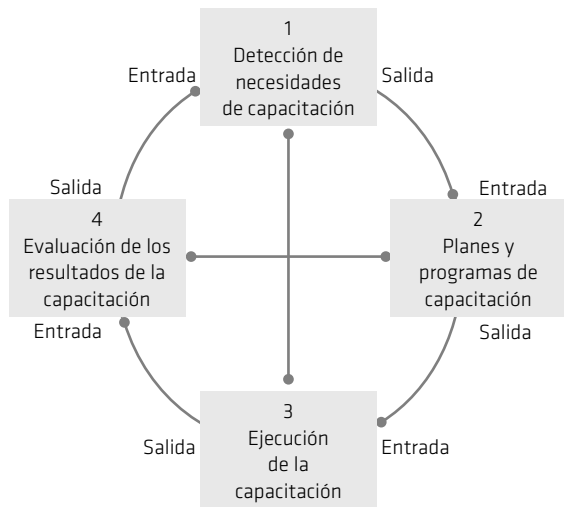 1
Detección de
necesidades
de capacitación
Entrada
Salida
Salida
Entrada
4
Evaluación de los
resultados de la
capacitación
2
Planes y
programas de
capacitación
Entrada
Salida
3
Ejecución
de la
capacitación
Salida
Entrada